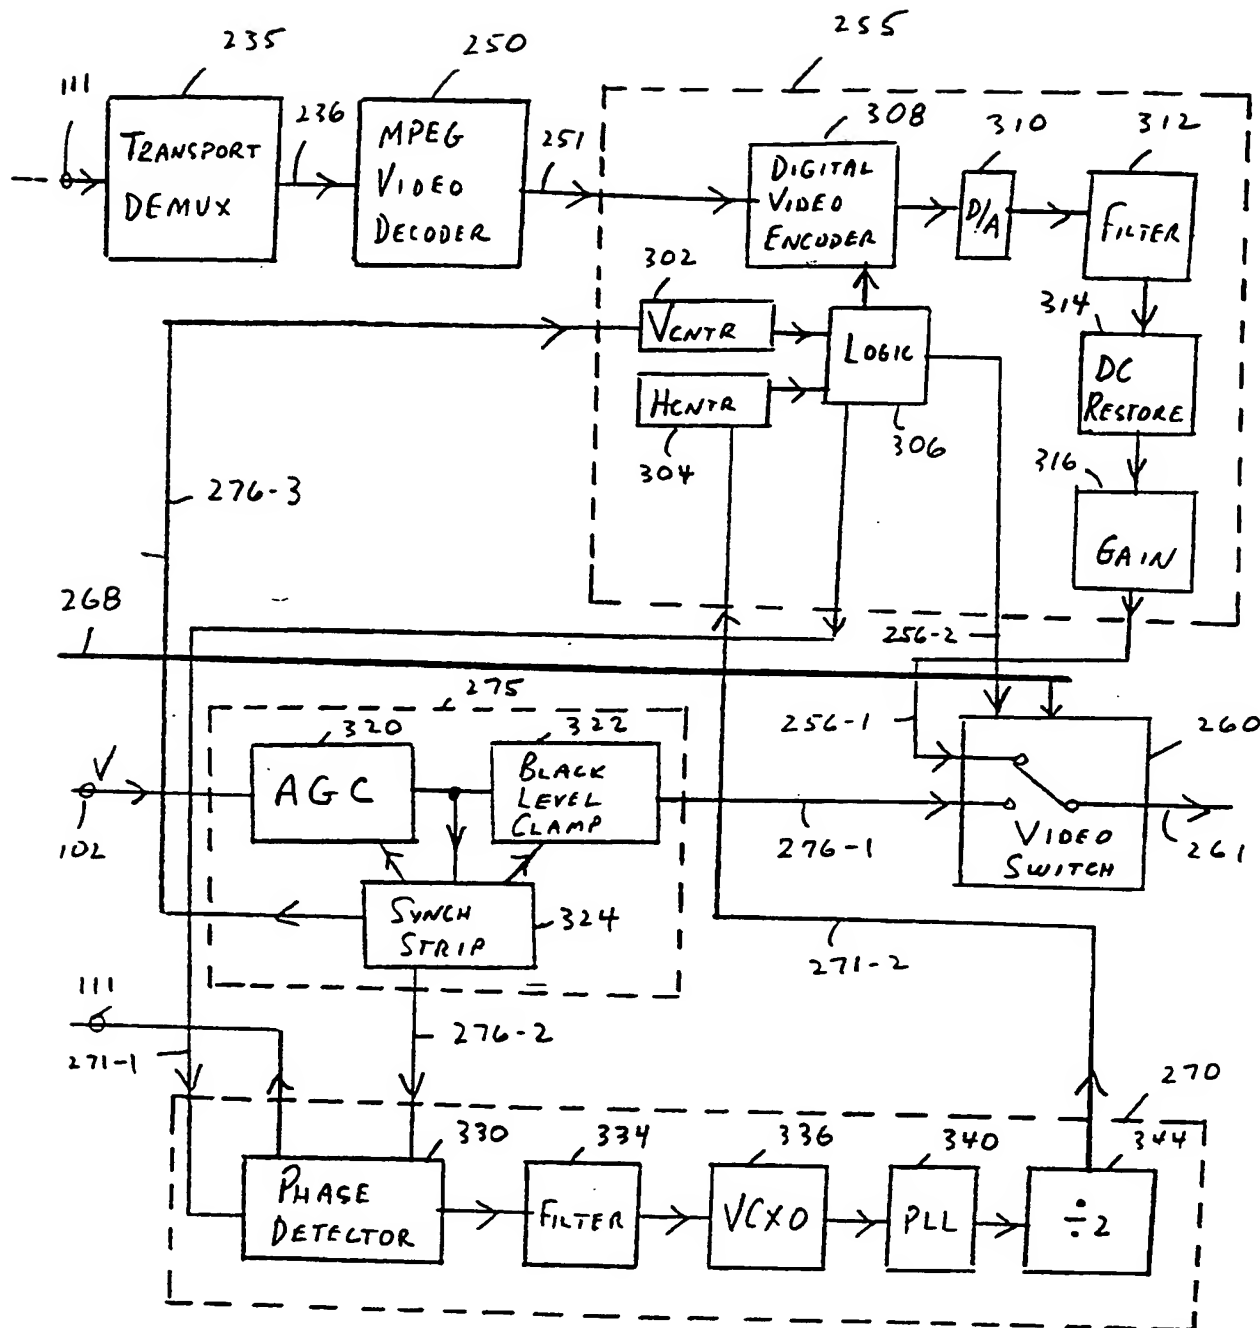 235
250
255
111
236
251
308
310
312
TRANSPORT
DEMUX
MPEG
VIDEO
DECODER
DIGITAL
VIDEO
ENCODER
D/A
FILTER
302
VCNTR
LOGIC
314
DC
RESTORE
HCNTR
304
306
316
GAIN
276-3
268
256-2
275
256-1
260
320
322
V
AGC
BLACK
LEVEL
CLAMP
102
276-1
VIDEO
SWITCH
261
SYNCH
STRIP
324
271-2
111
276-2
271-1
270
330
334
336
340
344
PHASE
DETECTOR
FILTER
VCXO
PLL
÷2